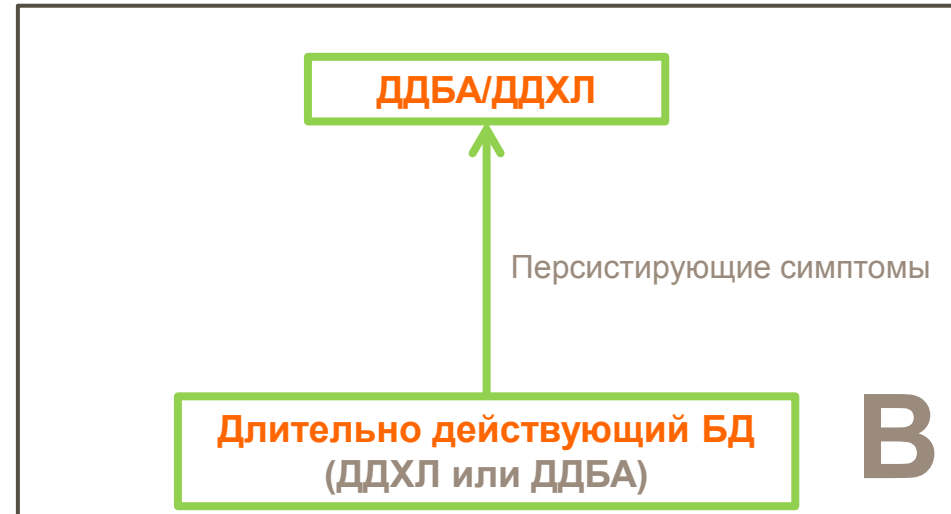 ДДБА/ДДХЛ
Персистирующие симптомы
Длительно действующий БД
(ДДХЛ или ДДБА)
B